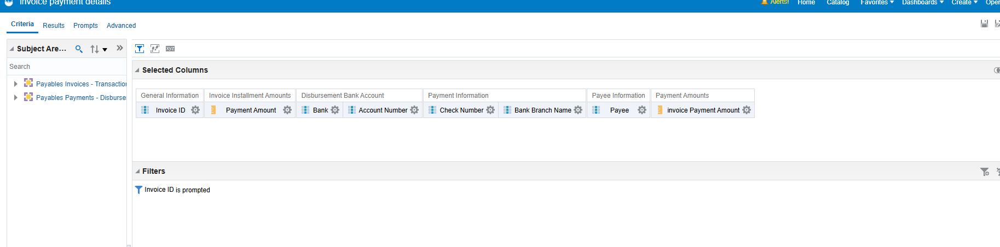 Invoice payment details
Alerts! Home Catalog Favorites Dashboards Create Open
Criteria Results Prompts Advanced
Subject Are...
xyz
Search
Selected Columns
Payables Invoices - Transaction
Payables Payments - Disburse
General Information Invoice Installment Amounts Disbursement Bank Account Payment Information Payee Information Payment Amounts
Invoice ID Payment Amount Bank Account Number Check Number Bank Branch Name Payee invoice Payment Amount
Filters
Invoice ID is prompted